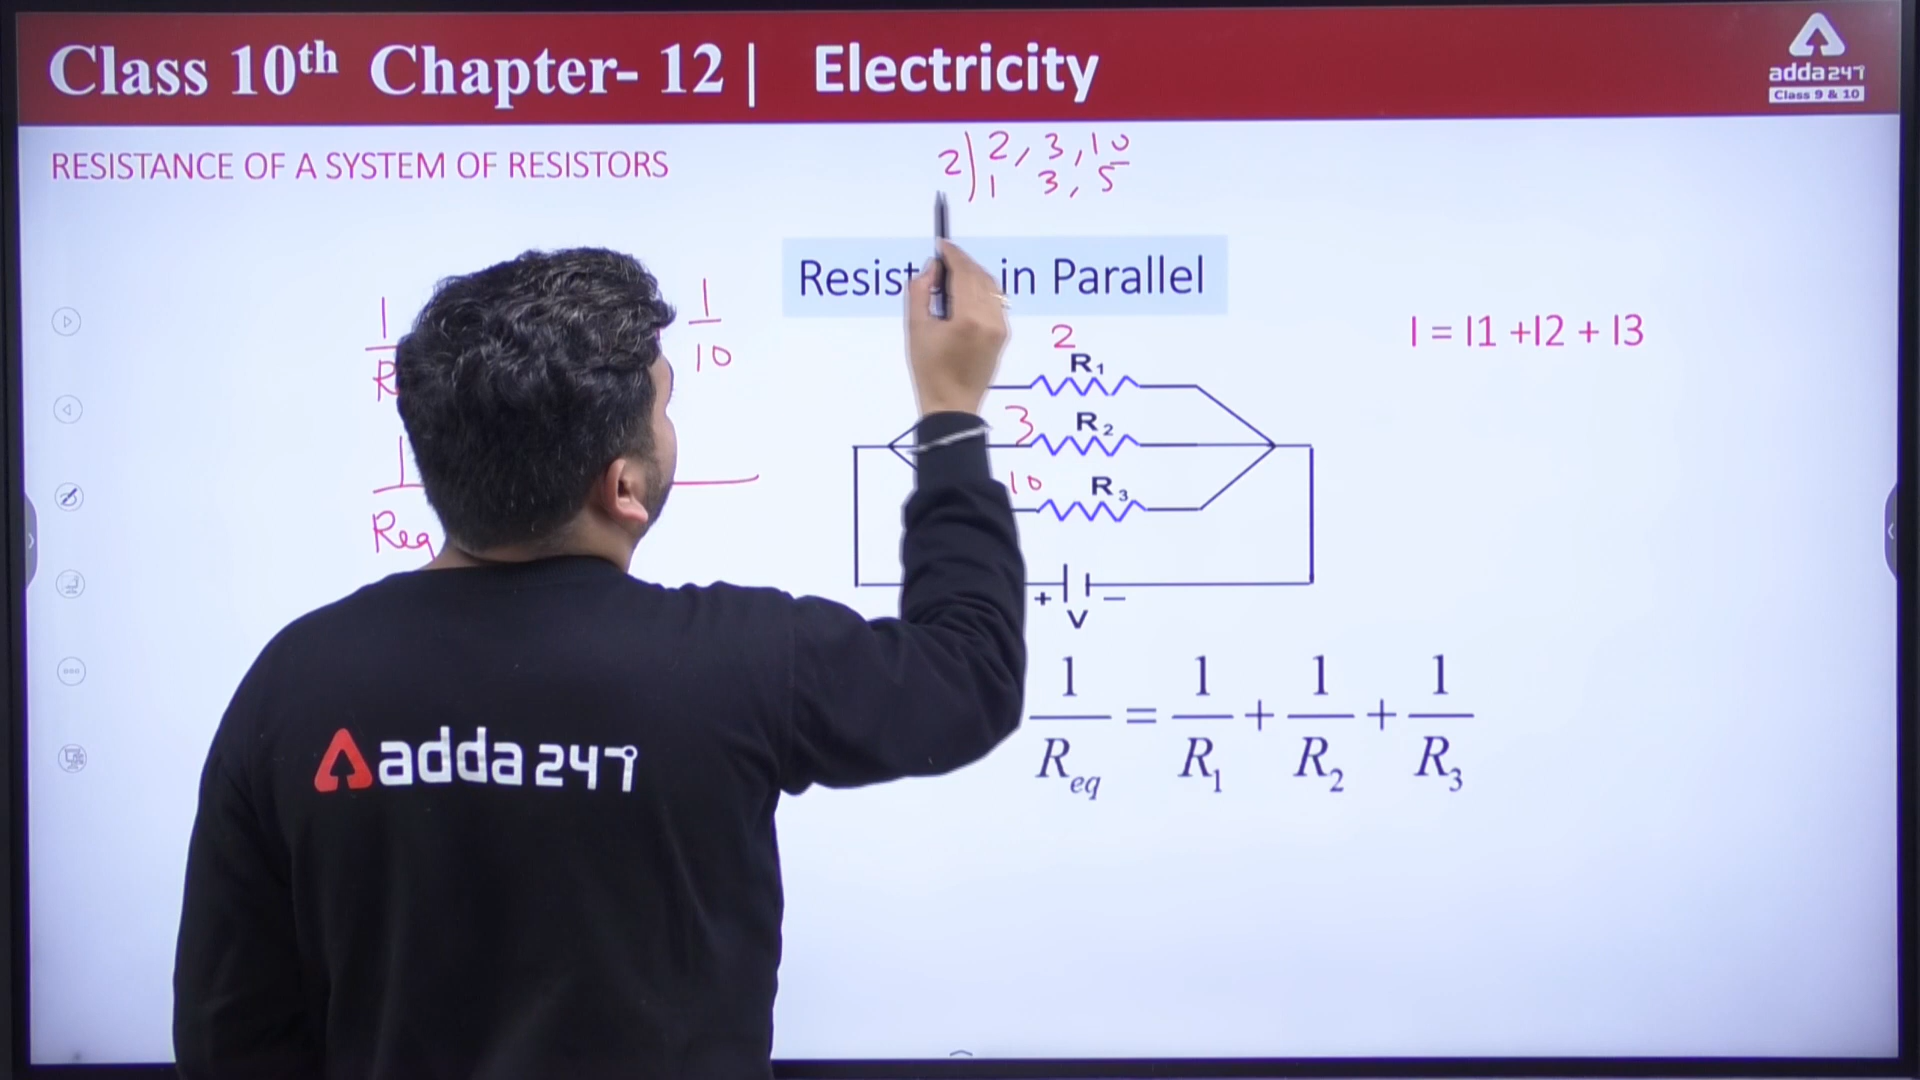 Class 10th Chapter- 12 | Electricity
adda247
Class 9 & 10
RESISTANCE OF A SYSTEM OF RESISTORS
2) 2, 3, 10
1 3, 5
in Parallel
1 1
R 10
I = I1 +I2 + I3
2
R1
3 R2
10 R3
1
Req
+ –
V
1/Req = 1/R1 + 1/R2 + 1/R3
adda247